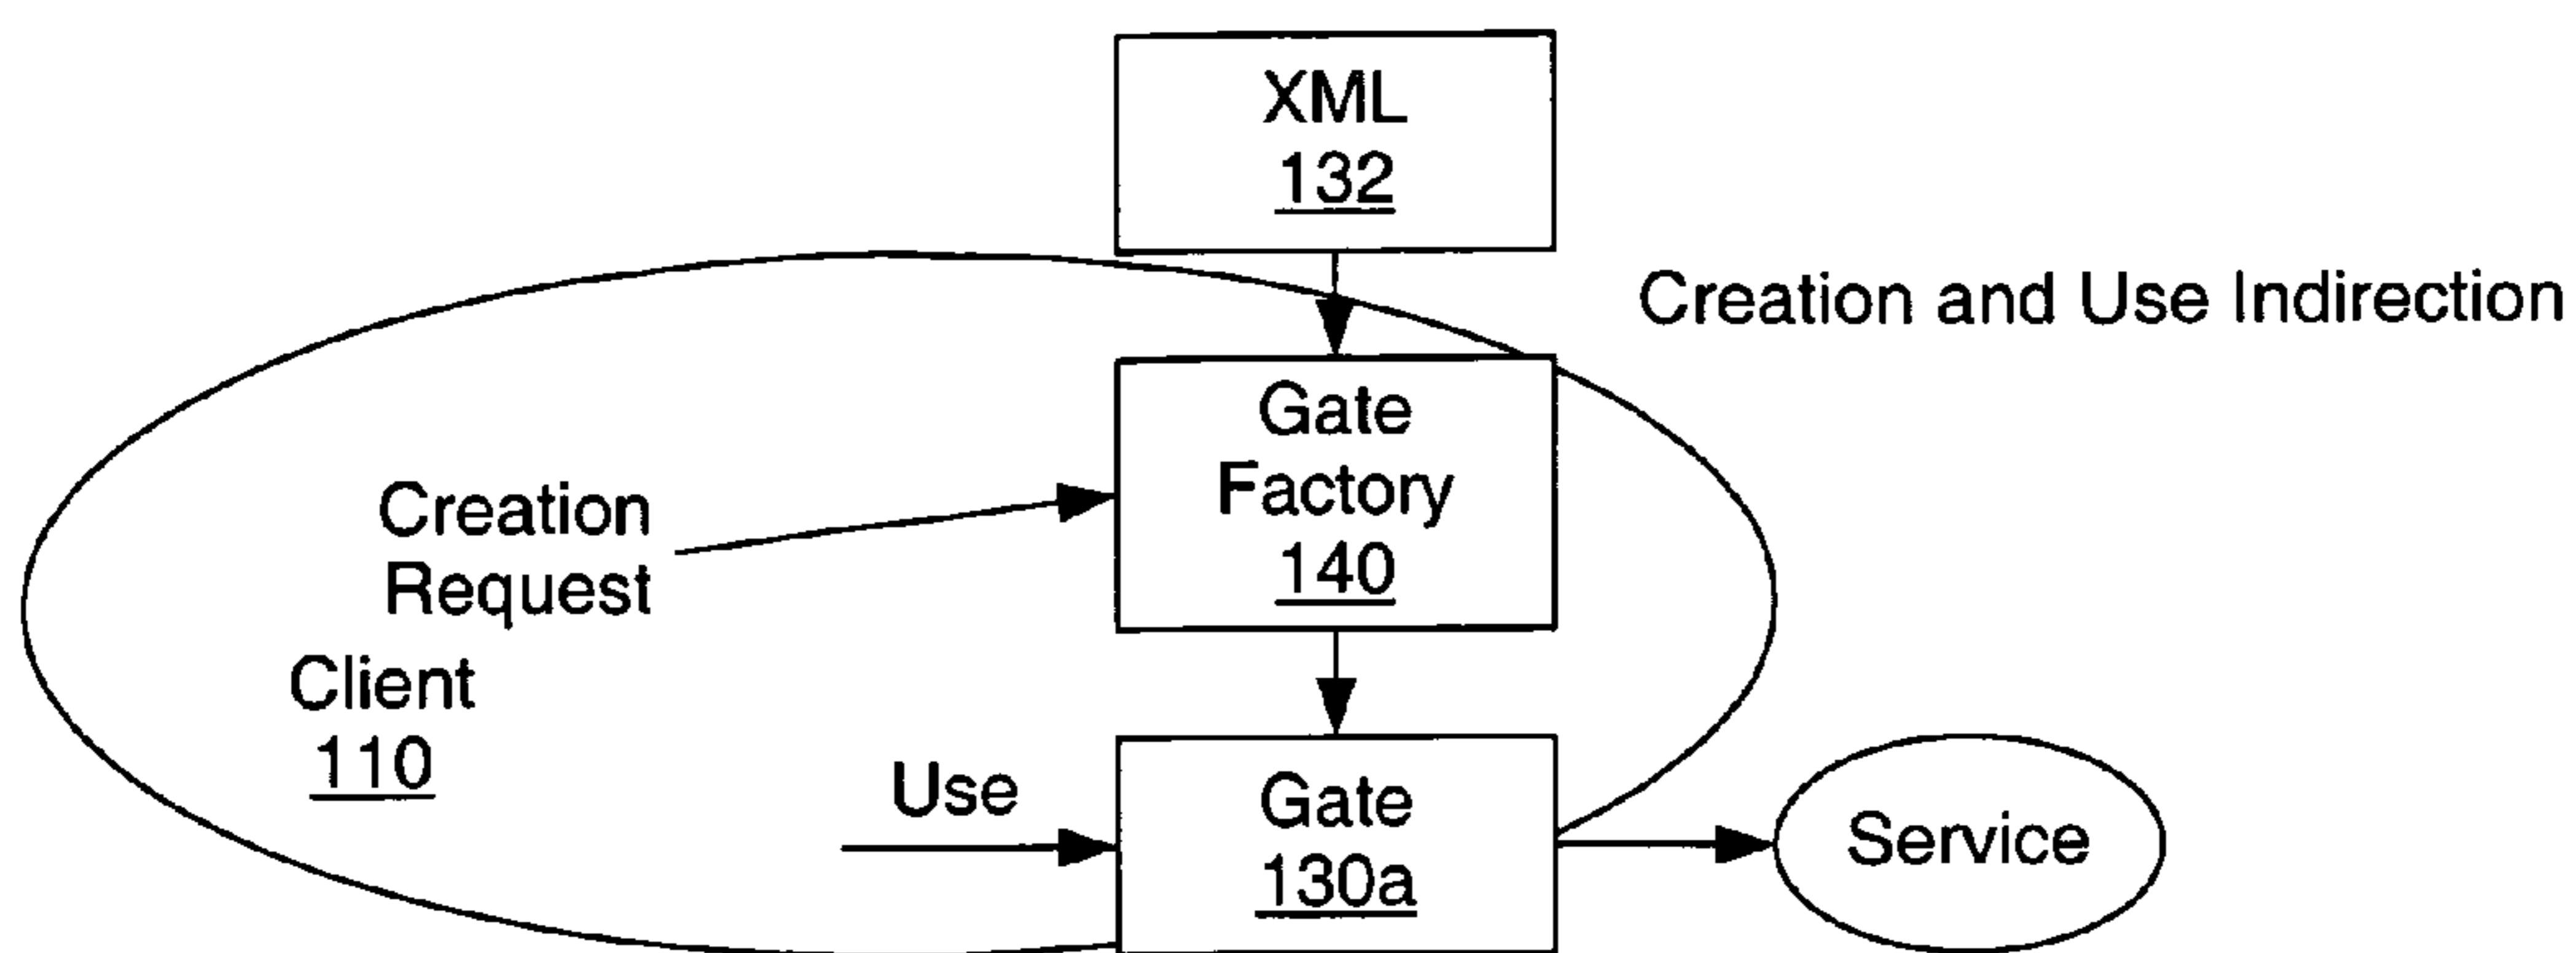 XML
132
Creation and Use Indirection
Gate
Factory
140
Creation
Request
Client
110
Use
Gate
130a
Service